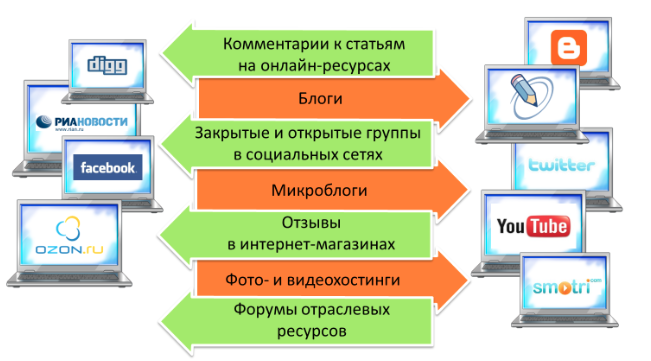 Комментарии к статьям
на онлайн-ресурсах
Блоги
Закрытые и открытые группы
в социальных сетях
Микроблоги
Отзывы
в интернет-магазинах
Фото- и видеохостинги
Форумы отраслевых
ресурсов
digg
РИАНОВОСТИ
www.rian.ru
facebook
OZON.RU
B
twitter
YouTube
smotri.com